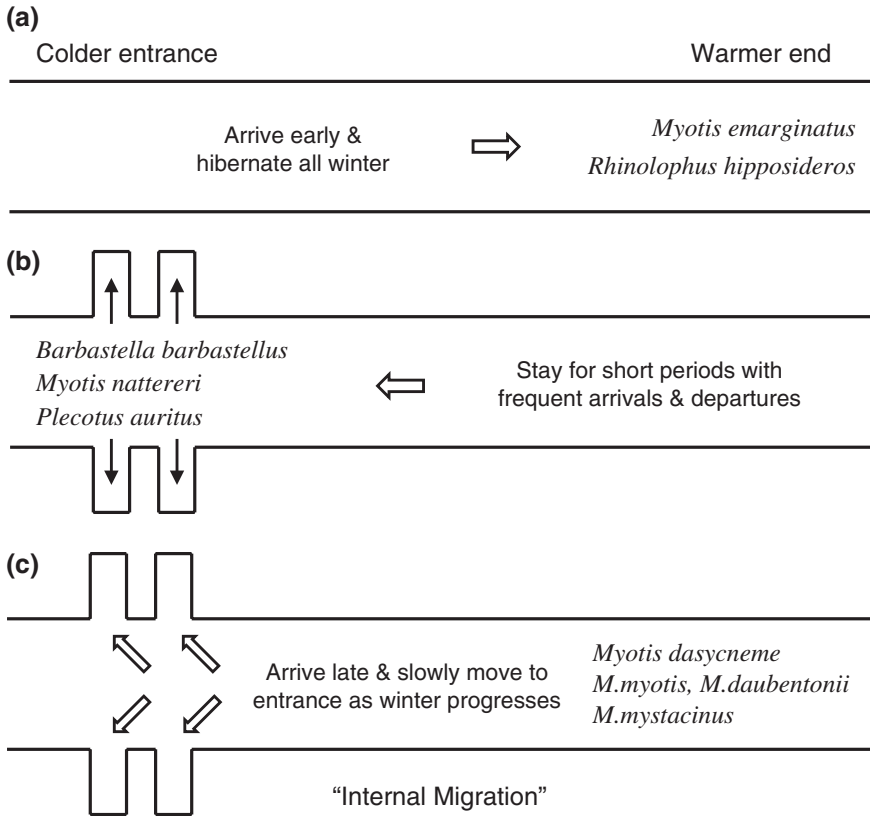 (a)
Colder entrance Warmer end
Arrive early &
hibernate all winter
Myotis emarginatus
Rhinolophus hipposideros
(b)
Barbastella barbastellus
Myotis nattereri
Plecotus auritus
Stay for short periods with
frequent arrivals & departures
(c)
Arrive late & slowly move to
entrance as winter progresses
Myotis dasycneme
M.myotis, M.daubentonii
M.mystacinus
“Internal Migration”